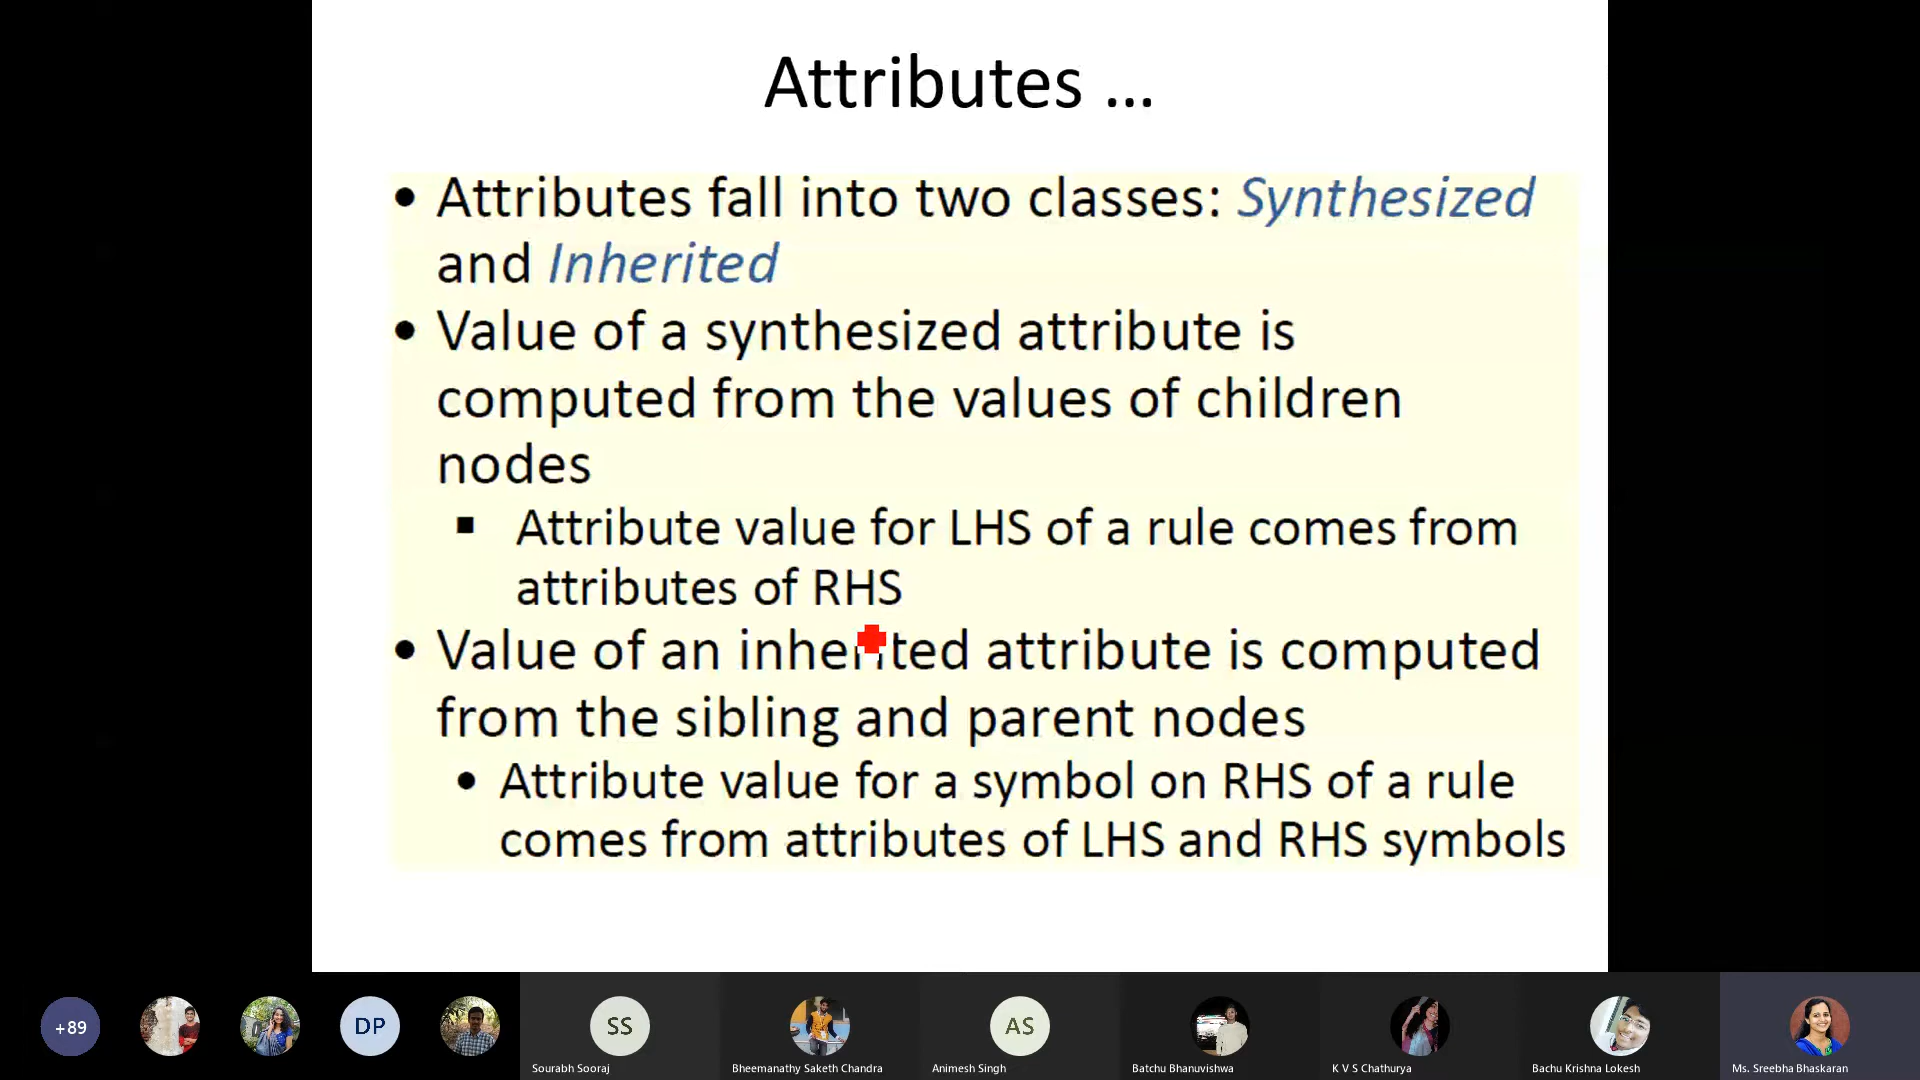 Attributes ...
• Attributes fall into two classes: Synthesized
and Inherited
• Value of a synthesized attribute is
computed from the values of children
nodes
▪ Attribute value for LHS of a rule comes from
attributes of RHS
• Value of an inherited attribute is computed
from the sibling and parent nodes
• Attribute value for a symbol on RHS of a rule
comes from attributes of LHS and RHS symbols
+89
DP
SS
AS
Sourabh Sooraj
Bheemanathy Saketh Chandra
Animesh Singh
Batchu Bhanuvishwa
K V S Chathurya
Bachu Krishna Lokesh
Ms. Sreebha Bhaskaran